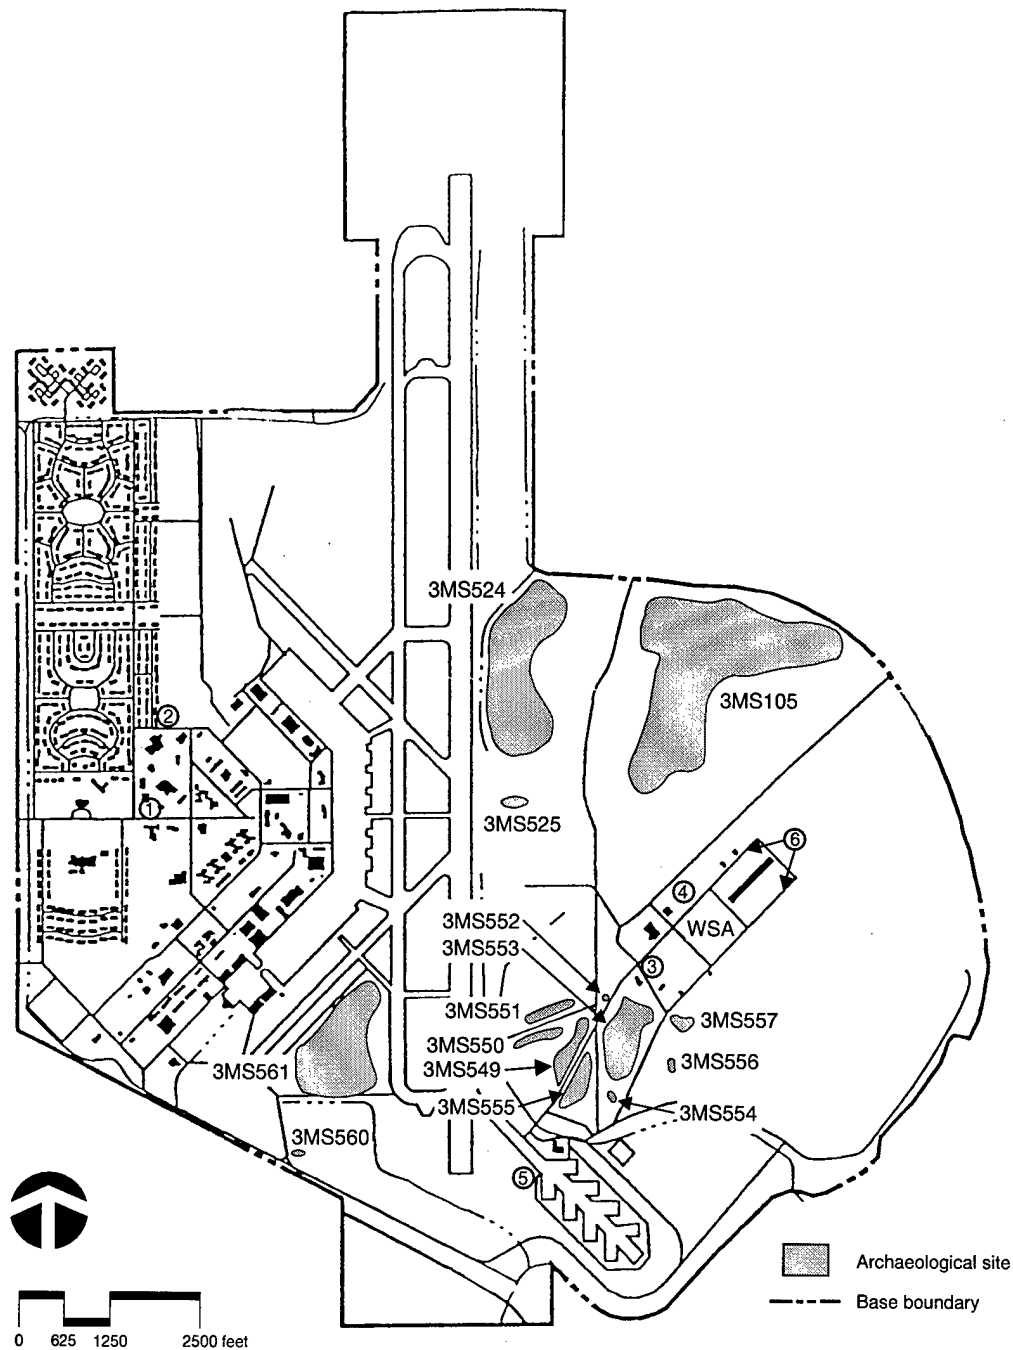 3MS524
3MS105
②
①
3MS525
⑥
④
3MS552
WSA
3MS553
③
3MS551
3MS557
3MS550
3MS549
3MS556
3MS561
3MS555
3MS554
3MS560
⑤
Archaeological site
Base boundary
0 625 1250 2500 feet